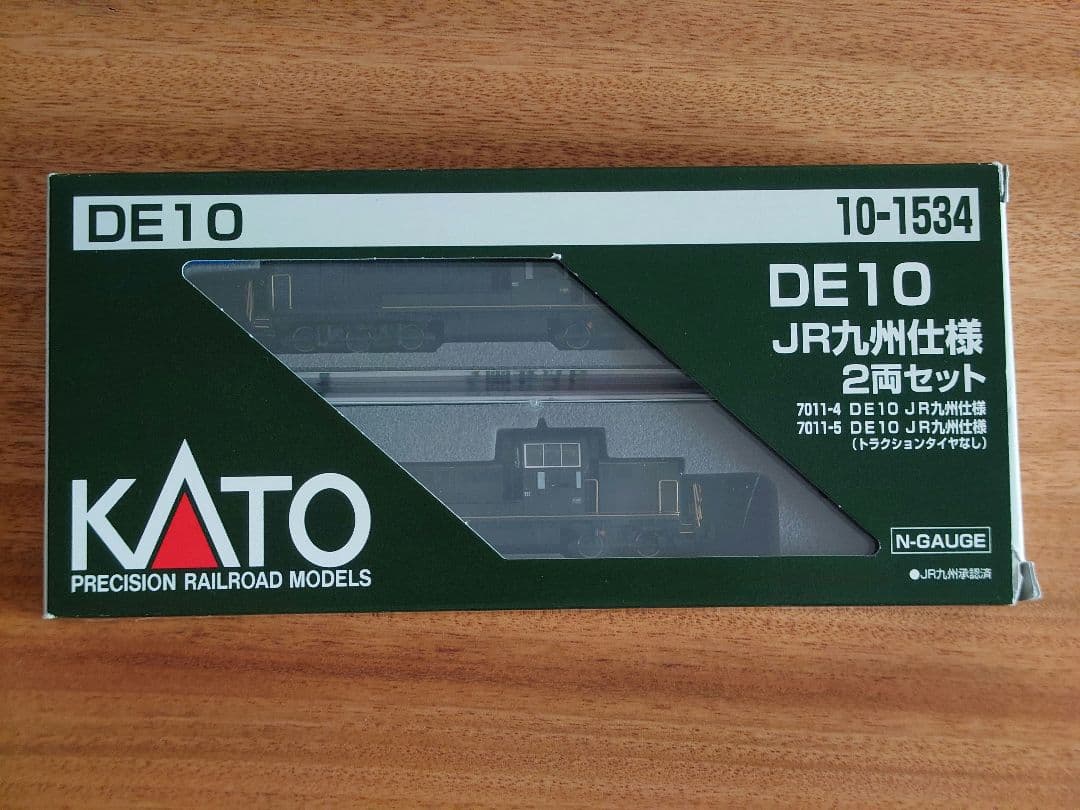 DE10
10-1534
DE10
JR九州仕様
2両セット
7011-4 DE10 JR九州仕様
7011-5 DE10 JR九州仕様
(トラクションタイヤなし)
KATO
PRECISION RAILROAD MODELS
N-GAUGE
●JR九州承認済